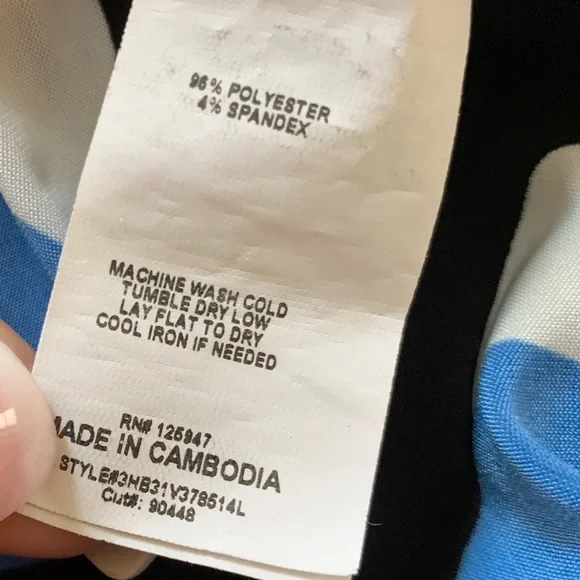 96% POLYESTER
4% SPANDEX
MACHINE WASH COLD
TUMBLE DRY LOW
LAY FLAT TO DRY
COOL IRON IF NEEDED
RN# 125947
MADE IN CAMBODIA
STYLE#3HB31V378514L
Cut#: 90448